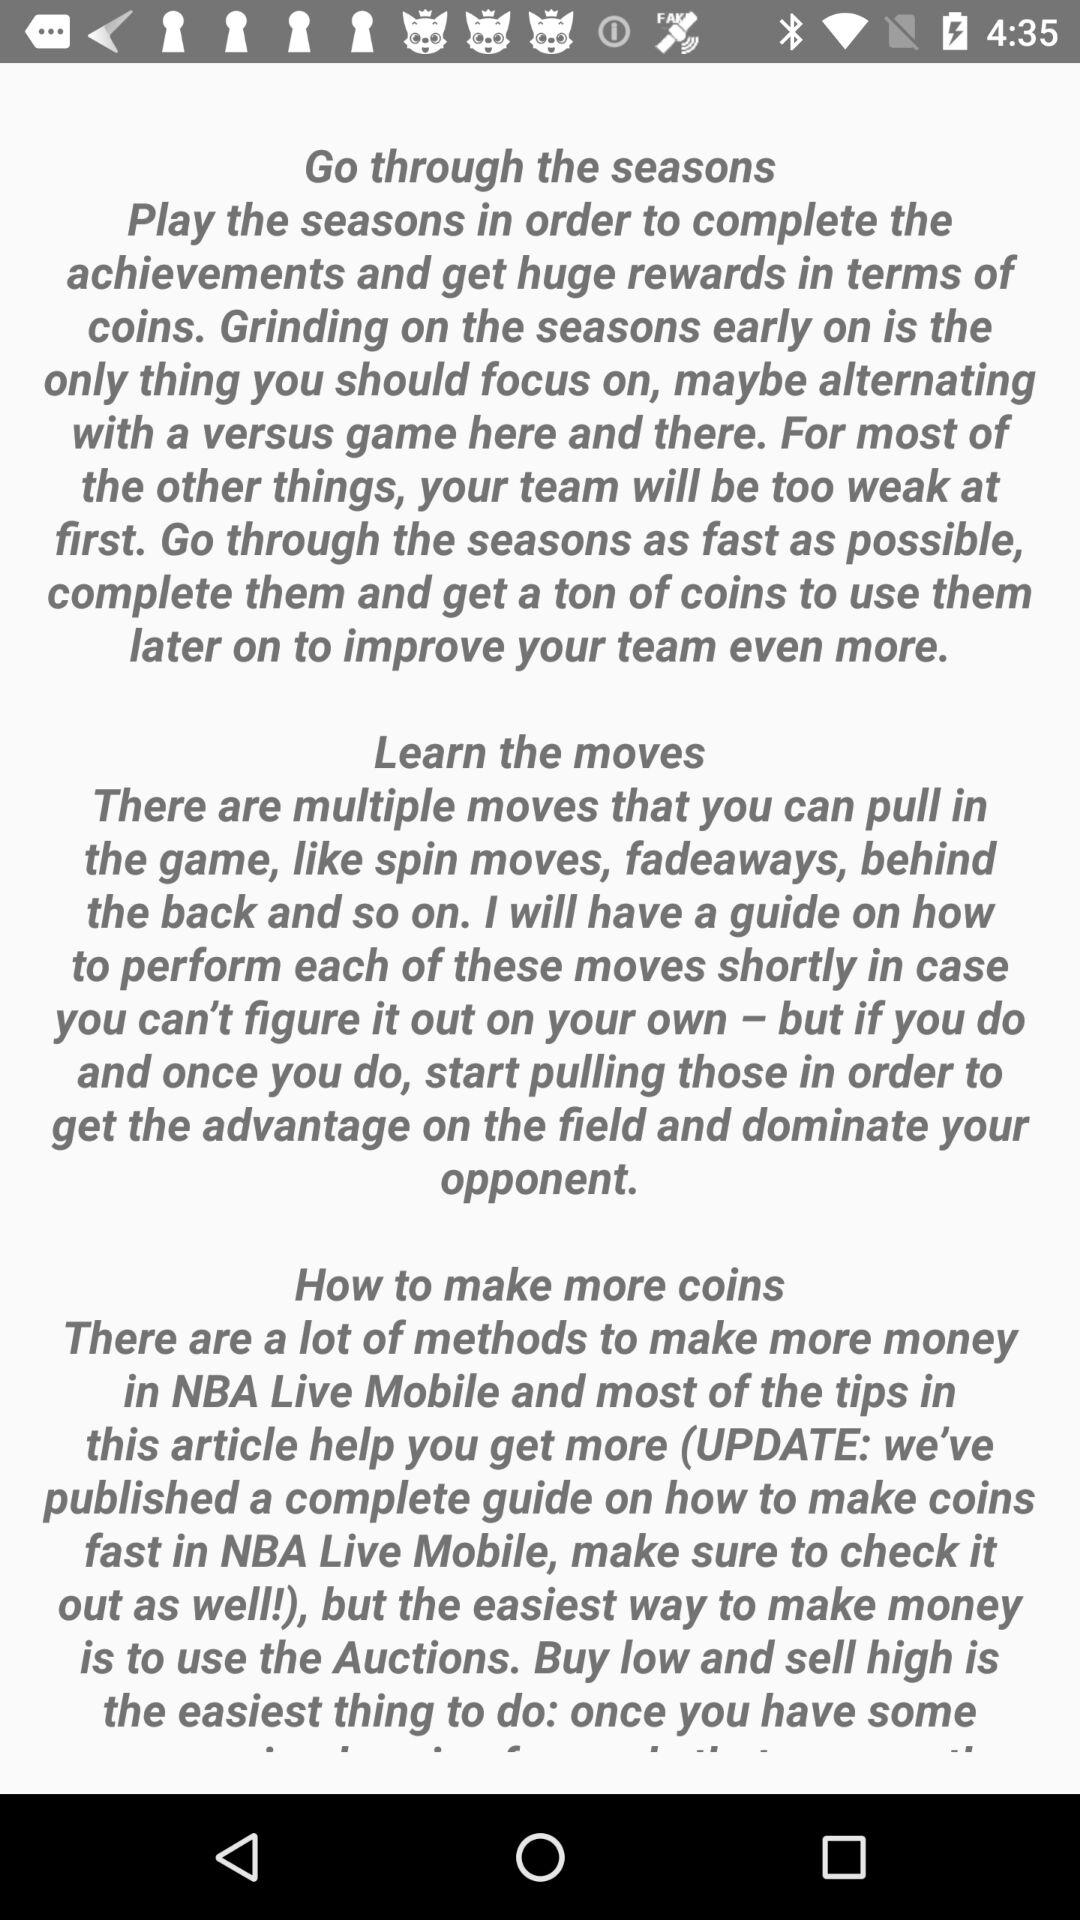 FAKE
4:35
Go through the seasons
Play the seasons in order to complete the
achievements and get huge rewards in terms of
coins. Grinding on the seasons early on is the
only thing you should focus on, maybe alternating
with a versus game here and there. For most of
the other things, your team will be too weak at
first. Go through the seasons as fast as possible,
complete them and get a ton of coins to use them
later on to improve your team even more.
Learn the moves
There are multiple moves that you can pull in
the game, like spin moves, fadeaways, behind
the back and so on. I will have a guide on how
to perform each of these moves shortly in case
you can’t figure it out on your own – but if you do
and once you do, start pulling those in order to
get the advantage on the field and dominate your
opponent.
How to make more coins
There are a lot of methods to make more money
in NBA Live Mobile and most of the tips in
this article help you get more (UPDATE: we’ve
published a complete guide on how to make coins
fast in NBA Live Mobile, make sure to check it
out as well!), but the easiest way to make money
is to use the Auctions. Buy low and sell high is
the easiest thing to do: once you have some